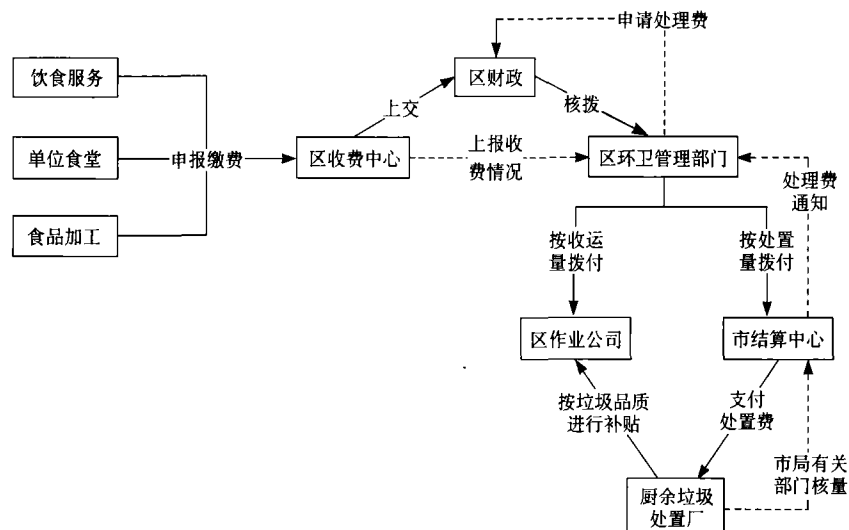 申请处理费
饮食服务
区财政
上交
核拨
单位食堂
申报缴费
区收费中心
上报收
费情况
区环卫管理部门
处理费
通知
食品加工
按收运
量拨付
按处置
量拨付
区作业公司
市结算中心
按垃圾品质
进行补贴
支付
处置费
市局有关
部门核量
厨余垃圾
处置厂